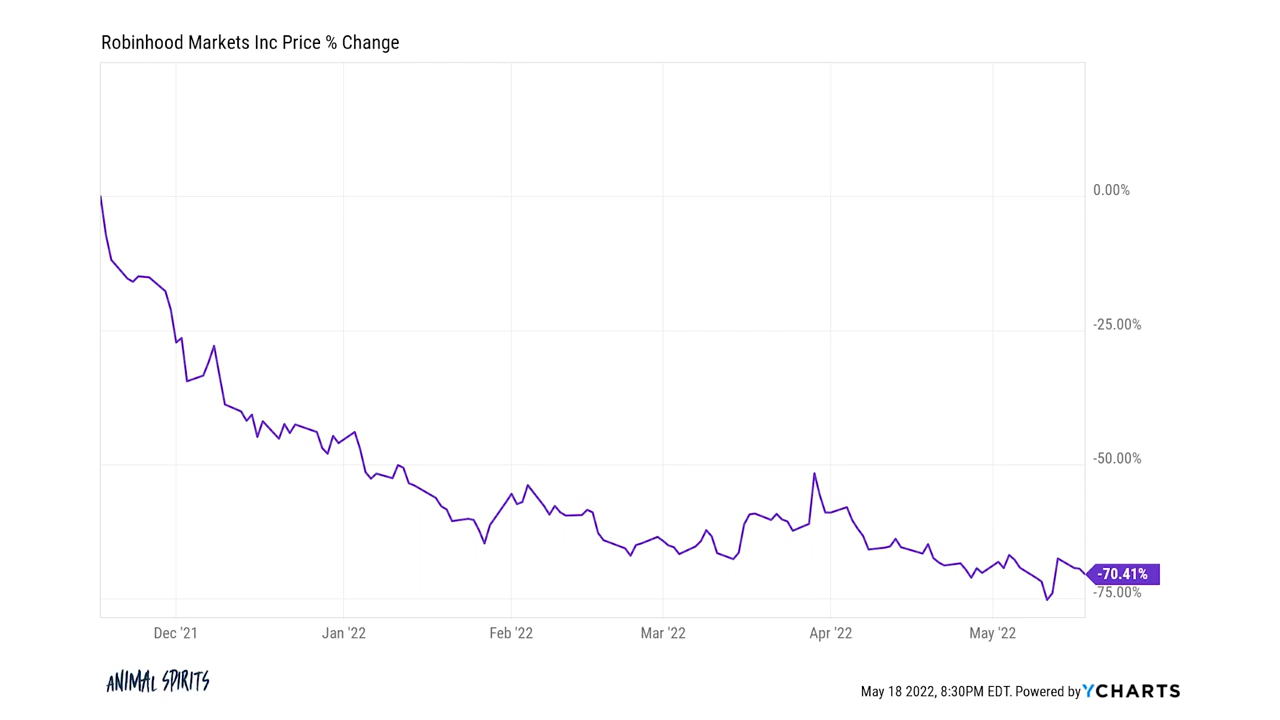 Robinhood Markets Inc Price % Change
0.00%
-25.00%
-50.00%
-70.41%
-75.00%
Dec '21 Jan '22 Feb '22 Mar '22 Apr '22 May '22
ANIMAL SPIRITS
May 18 2022, 8:30PM EDT. Powered by YCHARTS